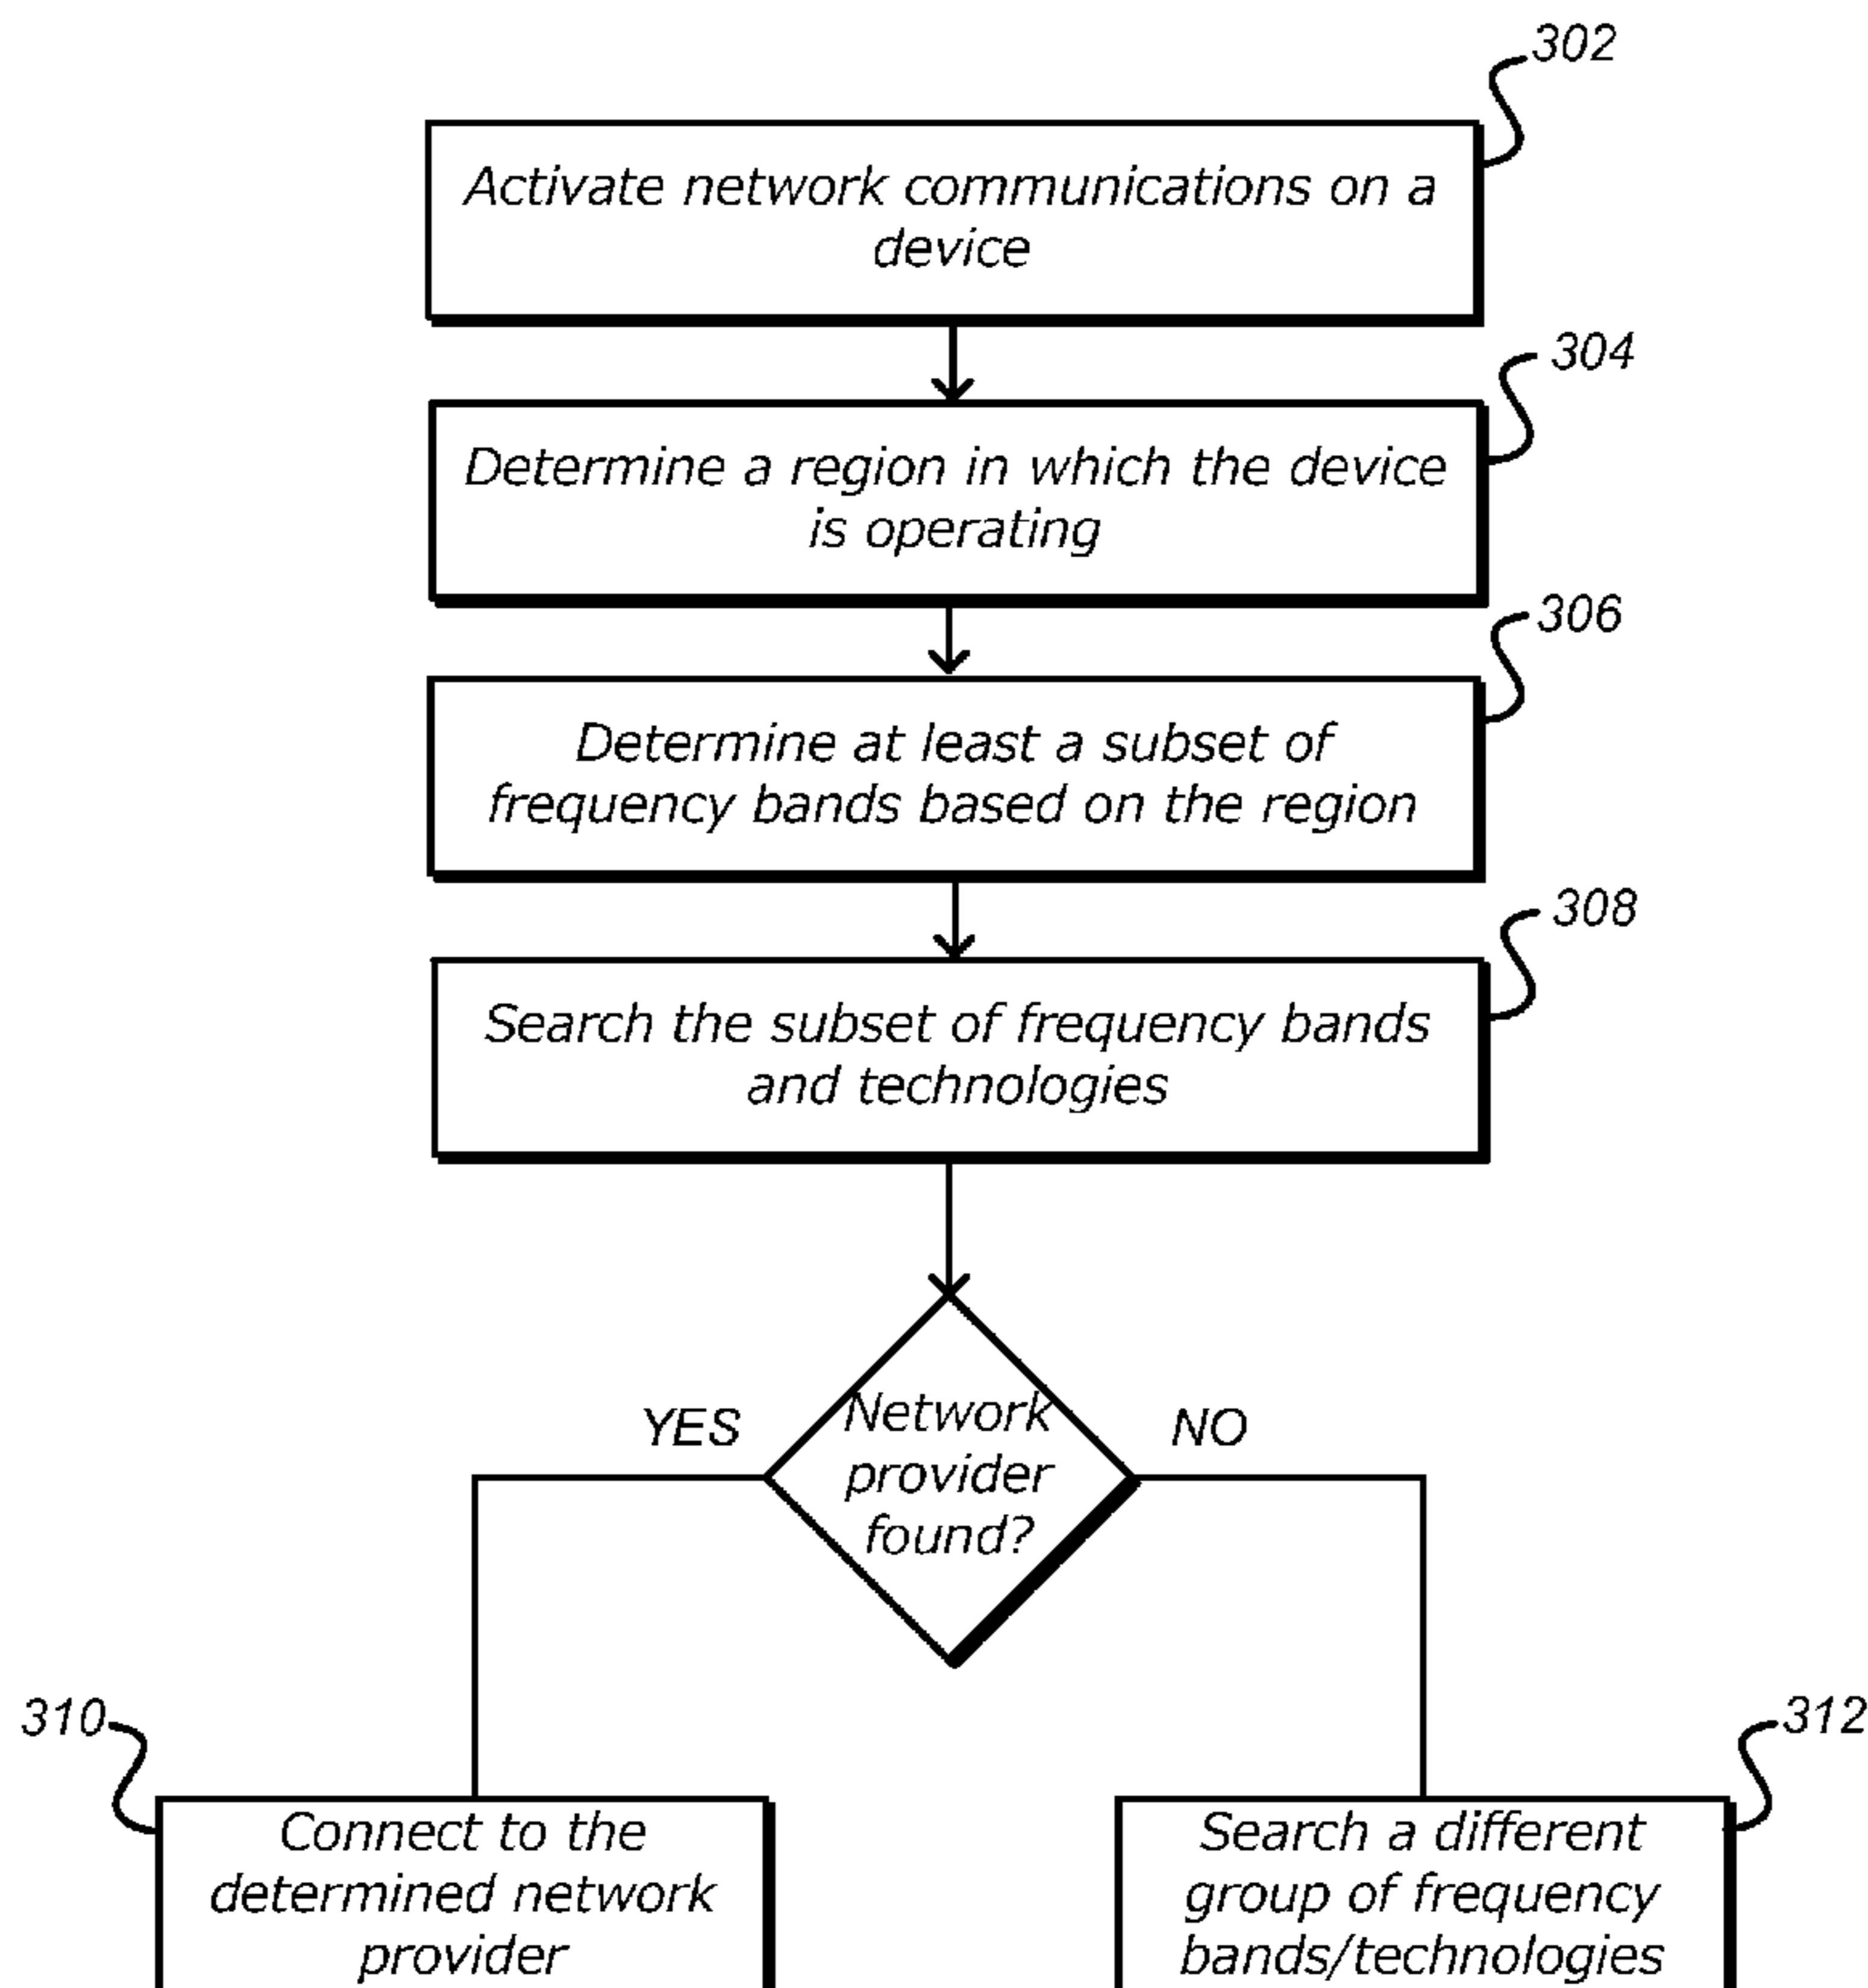 302
Activate network communications on a
device
304
Determine a region in which the device
is operating
306
Determine at least a subset of
frequency bands based on the region
308
Search the subset of frequency bands
and technologies
YES
Network
provider
found?
NO
310
Connect to the
determined network
provider
312
Search a different
group of frequency
bands/technologies